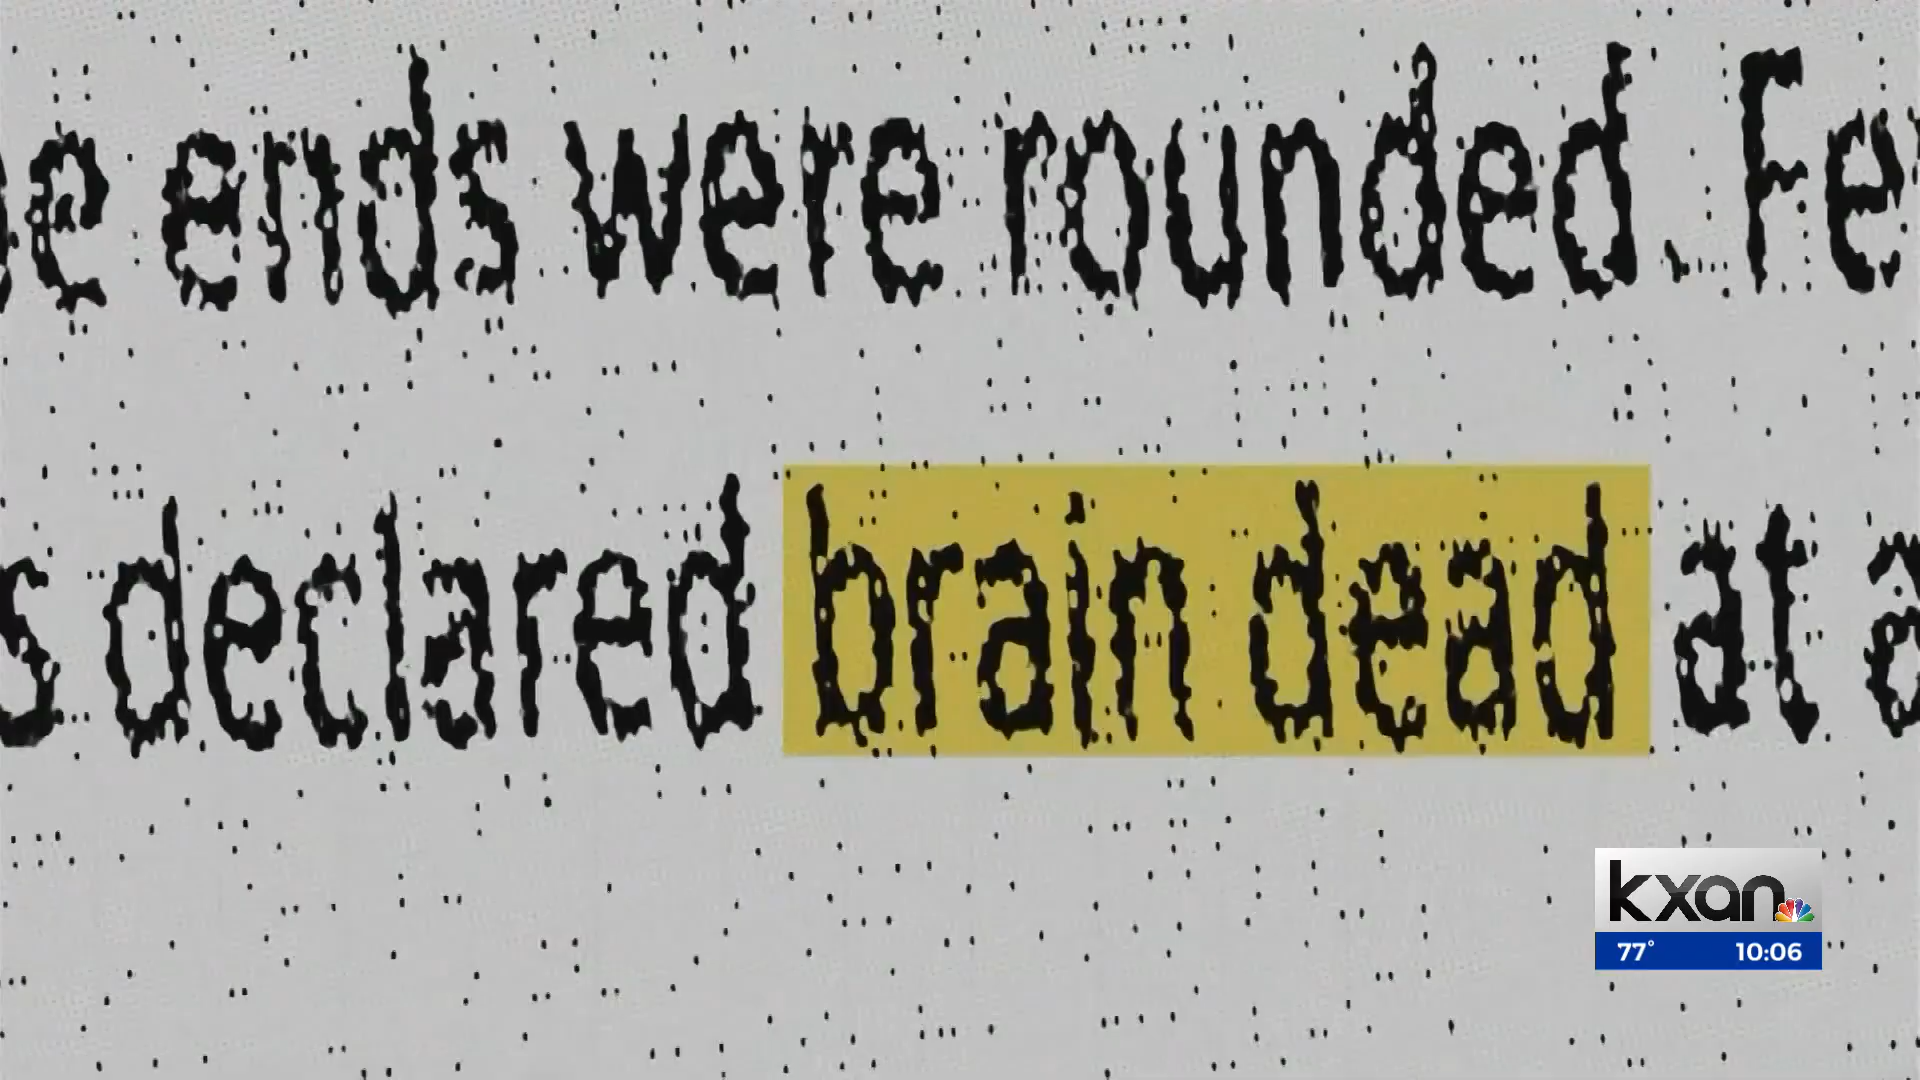 e ends were rounded. Fe
s declared brain dead at a
kxan
77° 10:06